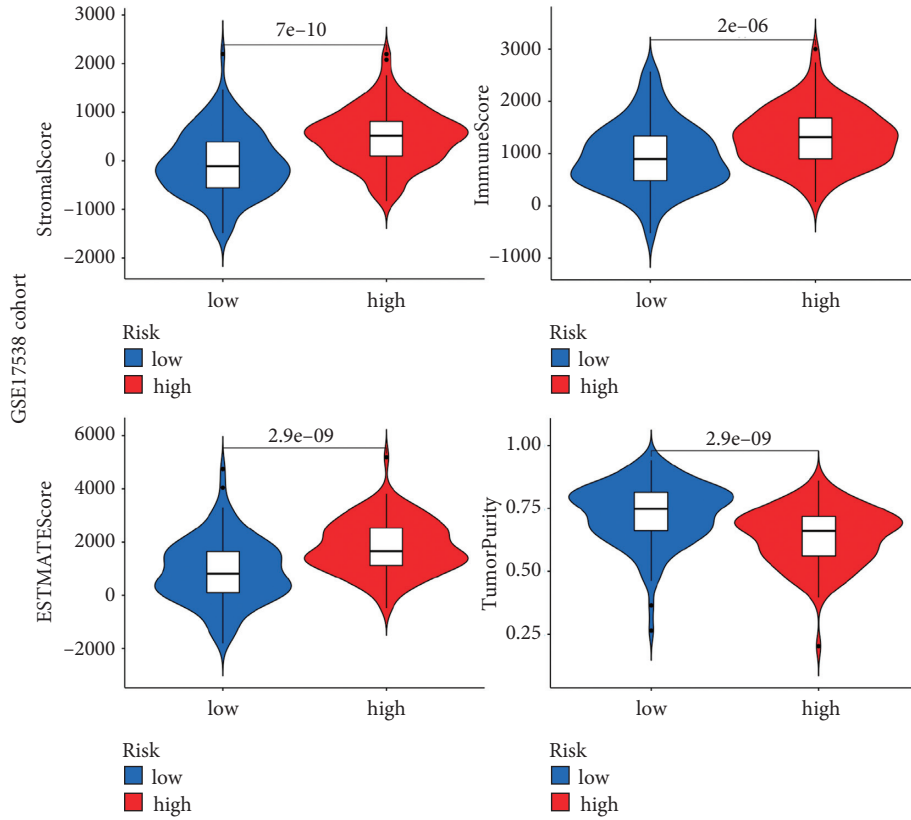 GSE17538 cohort
StromalScore
3000
2000
1000
0
−1000
−2000
7e−10
low
high
Risk
low
high
ImmuneScore
3000
2000
1000
0
−1000
2e−06
low
high
Risk
low
high
ESTMATEScore
6000
4000
2000
0
−2000
2.9e−09
low
high
Risk
low
high
TumorPurity
1.00
0.75
0.50
0.25
2.9e−09
low
high
Risk
low
high